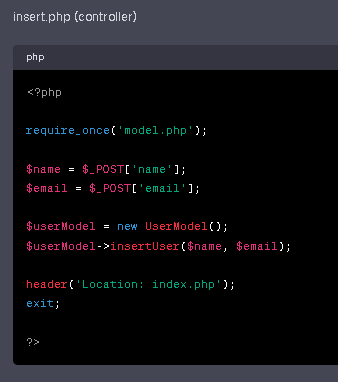 insert.php (controller)
php
<?php
require_once('model.php');
$name = $_POST['name'];
$email = $_POST['email'];
$userModel = new UserModel();
$userModel->insertUser($name, $email);
header('Location: index.php');
exit;
?>